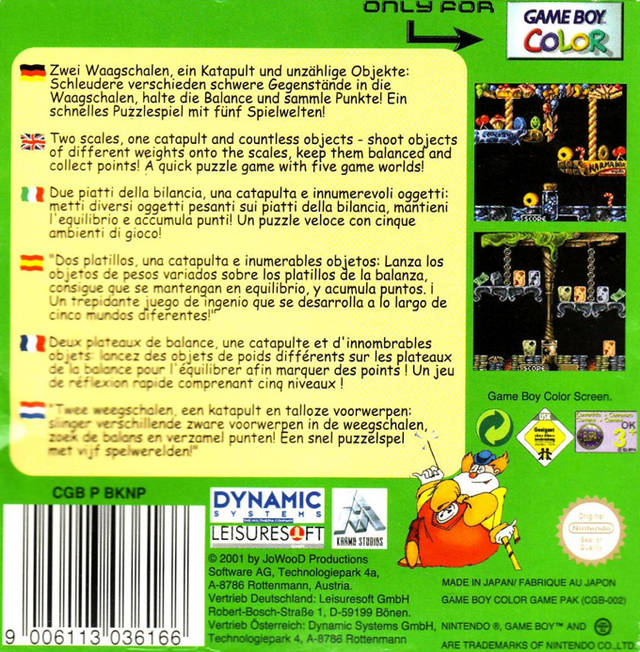 ONLY FOR
GAME BOY
COLOR
Zwei Waagschalen, ein Katapult und unzählige Objekte:
Schleudere verschieden schwere Gegenstände in die
Waagschalen, halte die Balance und sammle Punkte! Ein
schnelles Puzzlespiel mit fünf Spielwelten!
Two scales, one catapult and countless objects - shoot objects
of different weights onto the scales, keep them balanced and
collect points! A quick puzzle game with five game worlds!
Due piatti della bilancia, una catapulta e innumerevoli oggetti:
metti diversi oggetti pesanti sui piatti della bilancia, mantieni
l'equilibrio e accumula punti! Un puzzle veloce con cinque
ambienti di gioco!
"Dos platillos, una catapulta e inumerables objetos: Lanza los
objetos de pesos variados sobre los platillos de la balanza,
consigue que se mantengan en equilibrio, y acumula puntos. ¡
Un trepidante juego de ingenio que se desarrolla a lo largo de
cinco mundos diferentes!"
Deux plateaux de balance, une catapulte et d'innombrables
objets: lancez des objets de poids différents sur les plateaux
de la balance pour l'équilibrer afin marquer des points ! Un jeu
de réflexion rapide comprenant cinq niveaux !
"Twee weegschalen, een katapult en talloze voorwerpen:
slinger verschillende zware voorwerpen in de weegschalen,
zoek de balans en verzamel punten! Een snel puzzelspel
met vijf spelwerelden!"
SCORE
SCORE
Game Boy Color Screen.
Geeignet
OK
3+
CGB P BKNP
9 006113 036166
DYNAMIC
SYSTEMS
LEISURESOFT
KARMA STUDIOS
© 2001 by JoWooD Productions
Software AG, Technologiepark 4a,
A-8786 Rottenmann, Austria.
Vertrieb Deutschland: Leisuresoft GmbH
Robert-Bosch-Straße 1, D-59199 Bönen.
Vertrieb Österreich: Dynamic Systems GmbH,
Technologiepark 4, A-8786 Rottenmann
Original
Nintendo
Seal of
Quality
MADE IN JAPAN/ FABRIQUE AU JAPON
GAME BOY COLOR GAME PAK (CGB-002)
NINTENDO ®, GAME BOY™ AND
ARE TRADEMARKS OF NINTENDO CO.,LTD.